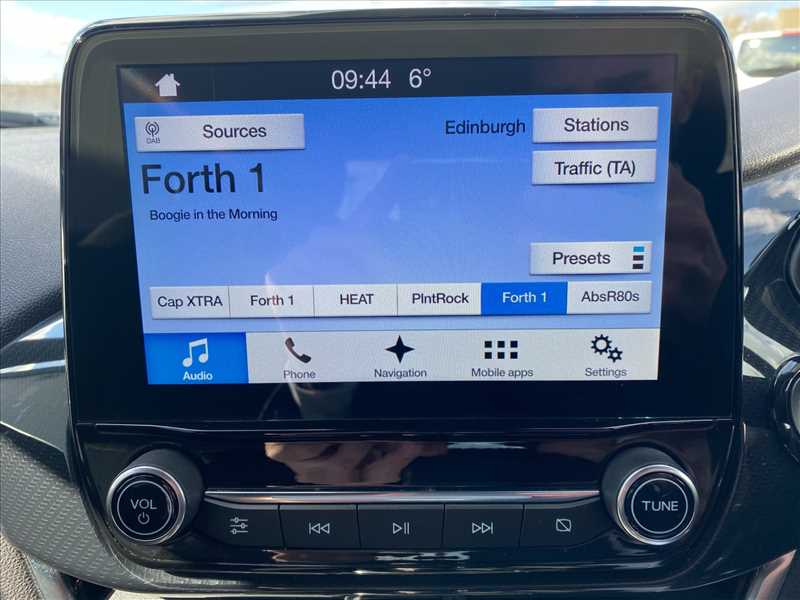 09:44 6°
DAB
Sources
Edinburgh
Stations
Forth 1
Traffic (TA)
Boogie in the Morning
Presets
Cap XTRA
Forth 1
HEAT
PlntRock
Forth 1
AbsR80s
Audio
Phone
Navigation
Mobile apps
Settings
VOL
TUNE